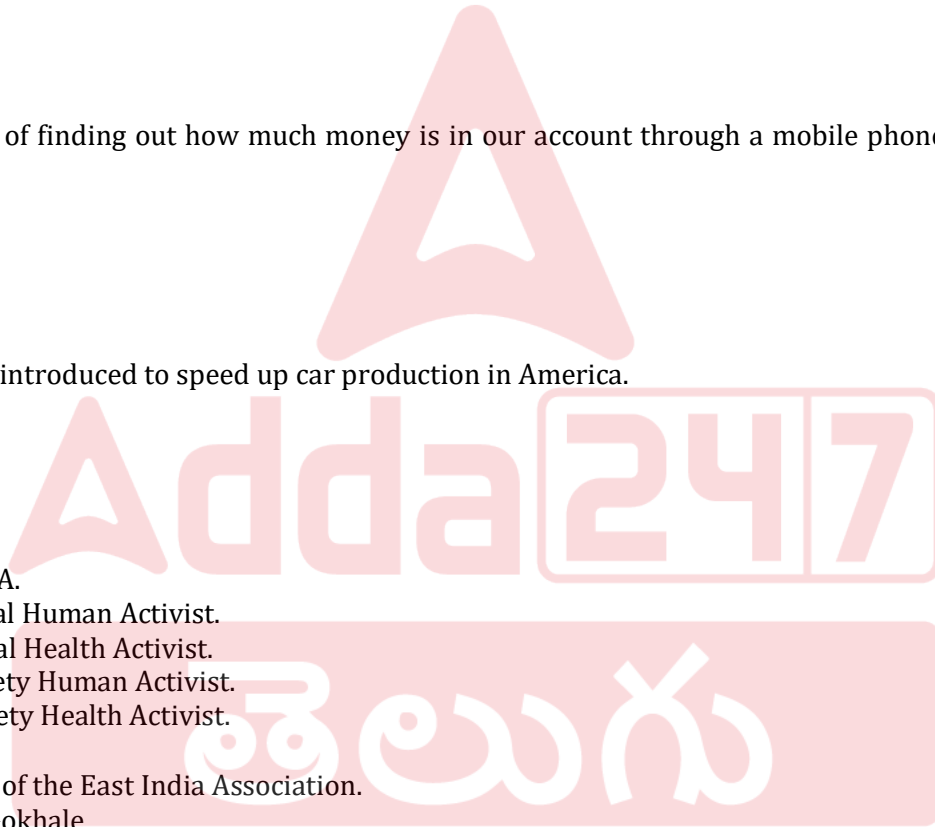 of finding out how much money is in our account through a mobile phone
introduced to speed up car production in America.
Adda247
A.
al Human Activist.
al Health Activist.
ety Human Activist.
ety Health Activist.
తెలుగు
of the East India Association.
okhale